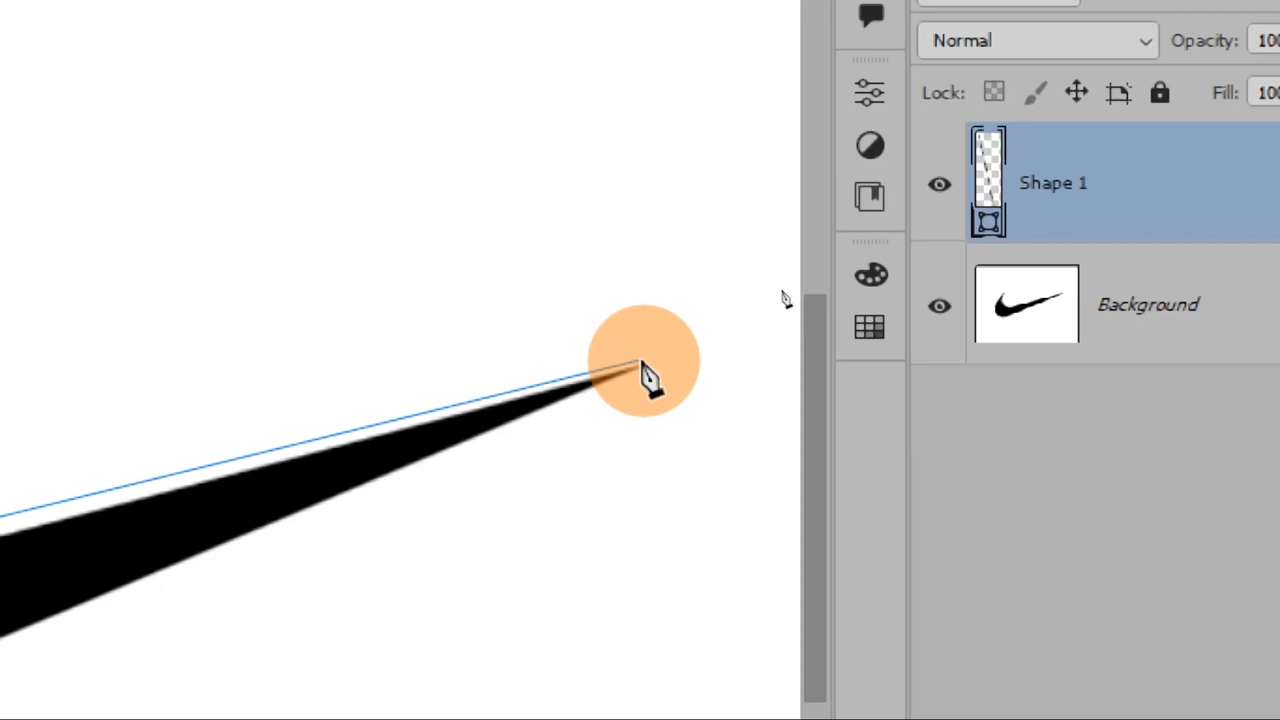 Normal
Opacity: 100
Lock:
Fill: 100
Shape 1
Background